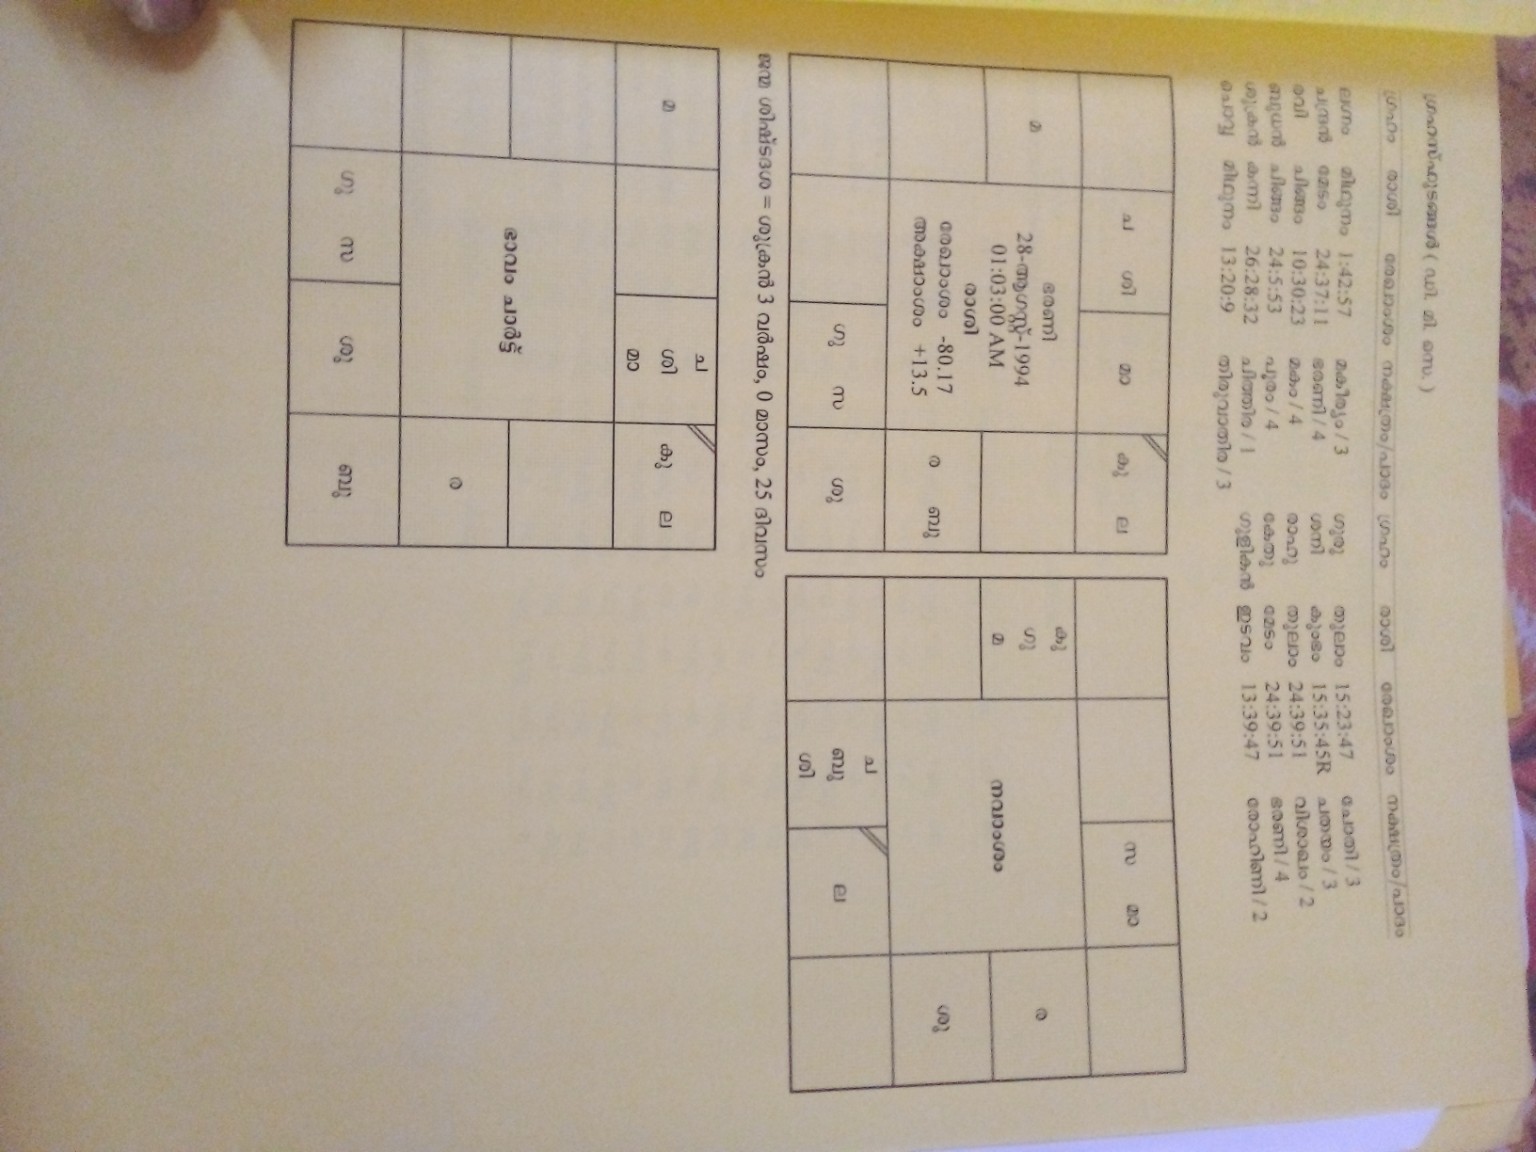 ഗ്രഹസ്ഫുടങ്ങൾ ( ഡി. മി. സെ. )
ഗ്രഹം രാശി രേഖാംശം നക്ഷത്രം/പാദം ഗ്രഹം രാശി രേഖാംശം നക്ഷത്രം/പാദം
ലഗ്നം മിഥുനം 1:42:57 മകീര്യം / 3 ഗുരു തുലാം 15:23:47 ചോതി / 3
ചന്ദ്രൻ മേടം 24:37:11 ഭരണി / 4 ശനി കുംഭം 15:35:45R ചതയം / 3
രവി ചിങ്ങം 10:30:23 മകം / 4 രാഹു തുലാം 24:39:51 വിശാഖം / 2
ബുധൻ ചിങ്ങം 24:5:53 പൂരം / 4 കേതു മേടം 24:39:51 ഭരണി / 4
ശുക്രൻ കന്നി 26:28:32 ചിത്തിര / 1 ഗുളികൻ ഇടവം 13:39:47 രോഹിണി / 2
ചൊവ്വ മിഥുനം 13:20:9 തിരുവാതിര / 3
ച ശി
മാ
കു ല
മ
ഭരണി
28-ആഗസ്റ്റ്-1994
01:03:00 AM
രാശി
രേഖാംശം -80.17
അക്ഷാംശം +13.5
ര ബു
ഗു സ
ശു
സ മാ
കു
ഗു
മ
നവാംശം
ര
ശു
ച
ബു
ശി
ല
ജന്മ ശിഷ്ടദശ = ശുക്രൻ 3 വർഷം, 0 മാസം, 25 ദിവസം
മ
ച
ശി
മാ
കു ല
ഭാവം ചാർട്ട്
ര
ഗു സ
ശു
ബു